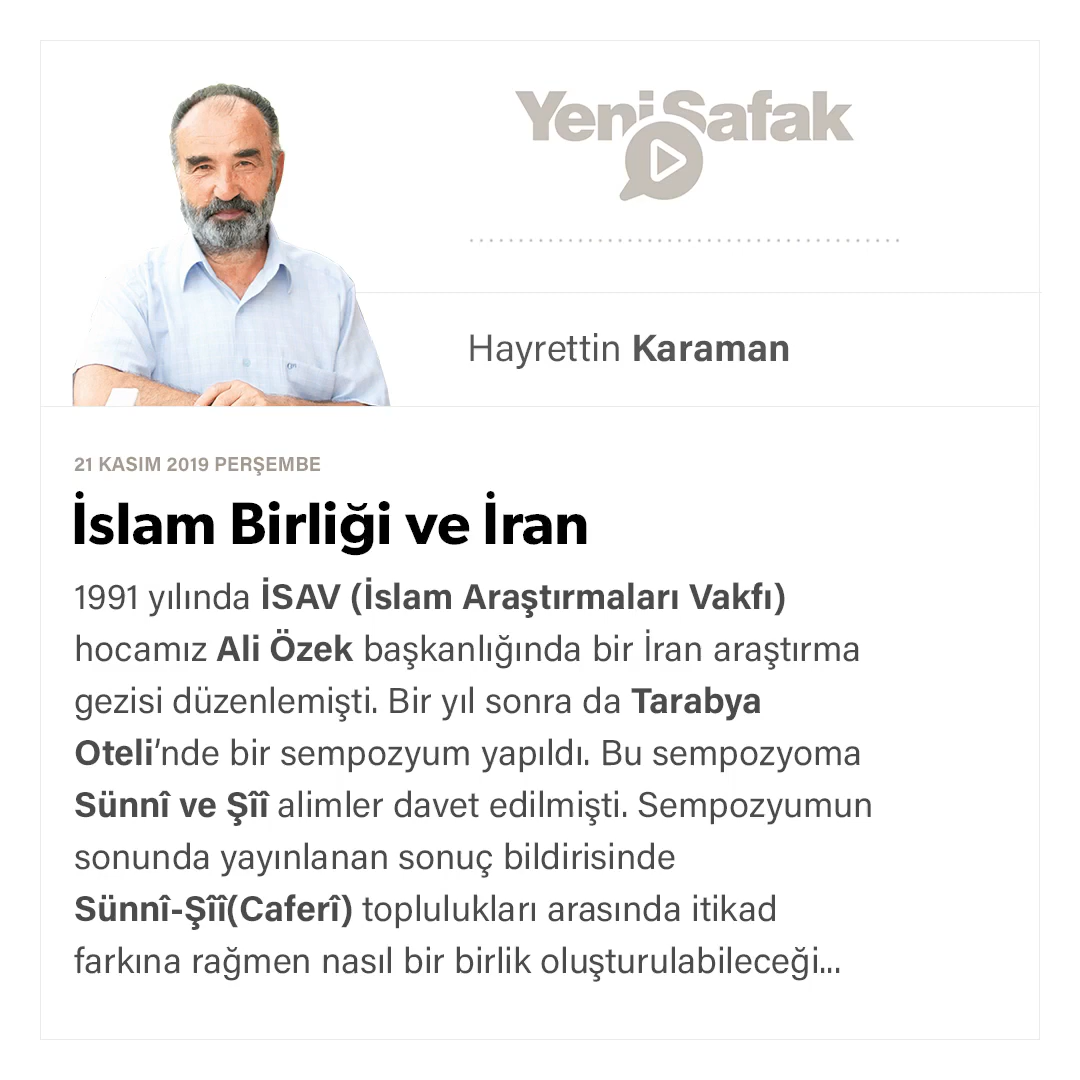 YeniSafak
Hayrettin Karaman
21 KASIM 2019 PERŞEMBE
İslam Birliği ve İran
1991 yılında İSAV (İslam Araştırmaları Vakfı)
hocamız Ali Özek başkanlığında bir İran araştırma
gezisi düzenlemişti. Bir yıl sonra da Tarabya
Oteli’nde bir sempozyum yapıldı. Bu sempozyoma
Sünnî ve Şîî alimler davet edilmişti. Sempozyumun
sonunda yayınlanan sonuç bildirisinde
Sünnî-Şîî(Caferî) toplulukları arasında itikad
farkına rağmen nasıl bir birlik oluşturulabileceği...